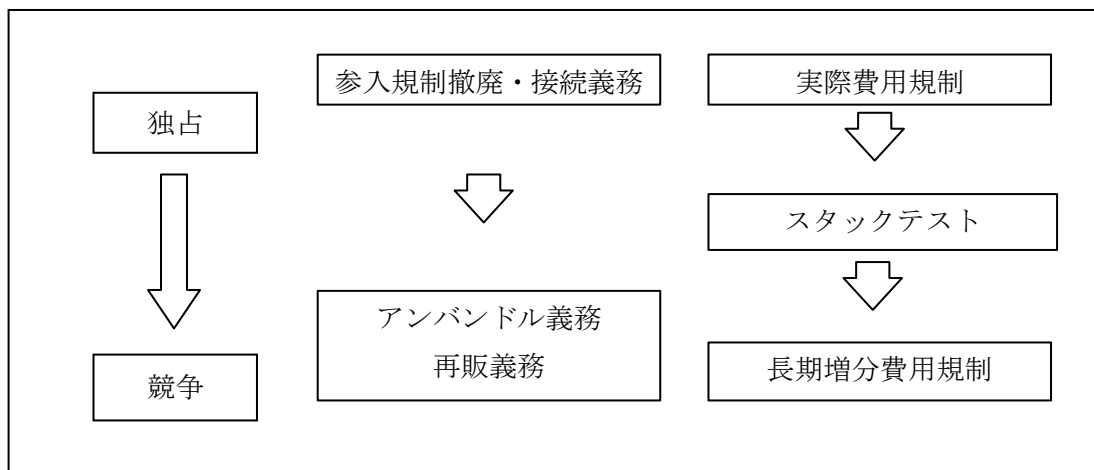 独占
競争
参入規制撤廃・接続義務
アンバンドル義務
再販義務
実際費用規制
スタックテスト
長期増分費用規制